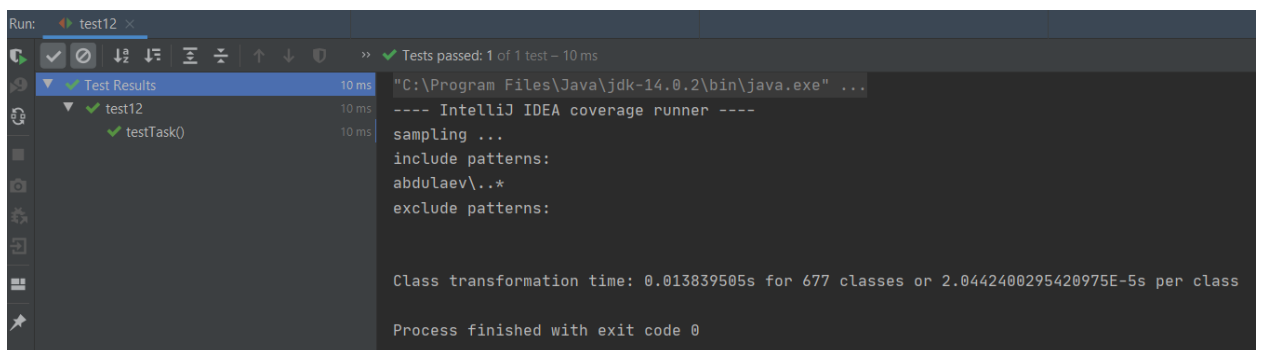 Run: test12
Tests passed: 1 of 1 test – 10 ms
Test Results 10 ms
test12 10 ms
testTask() 10 ms
"C:\Program Files\Java\jdk-14.0.2\bin\java.exe" ...
---- IntelliJ IDEA coverage runner ----
sampling ...
include patterns:
abdulaev\..*
exclude patterns:
Class transformation time: 0.013839505s for 677 classes or 2.0442400295420975E-5s per class
Process finished with exit code 0